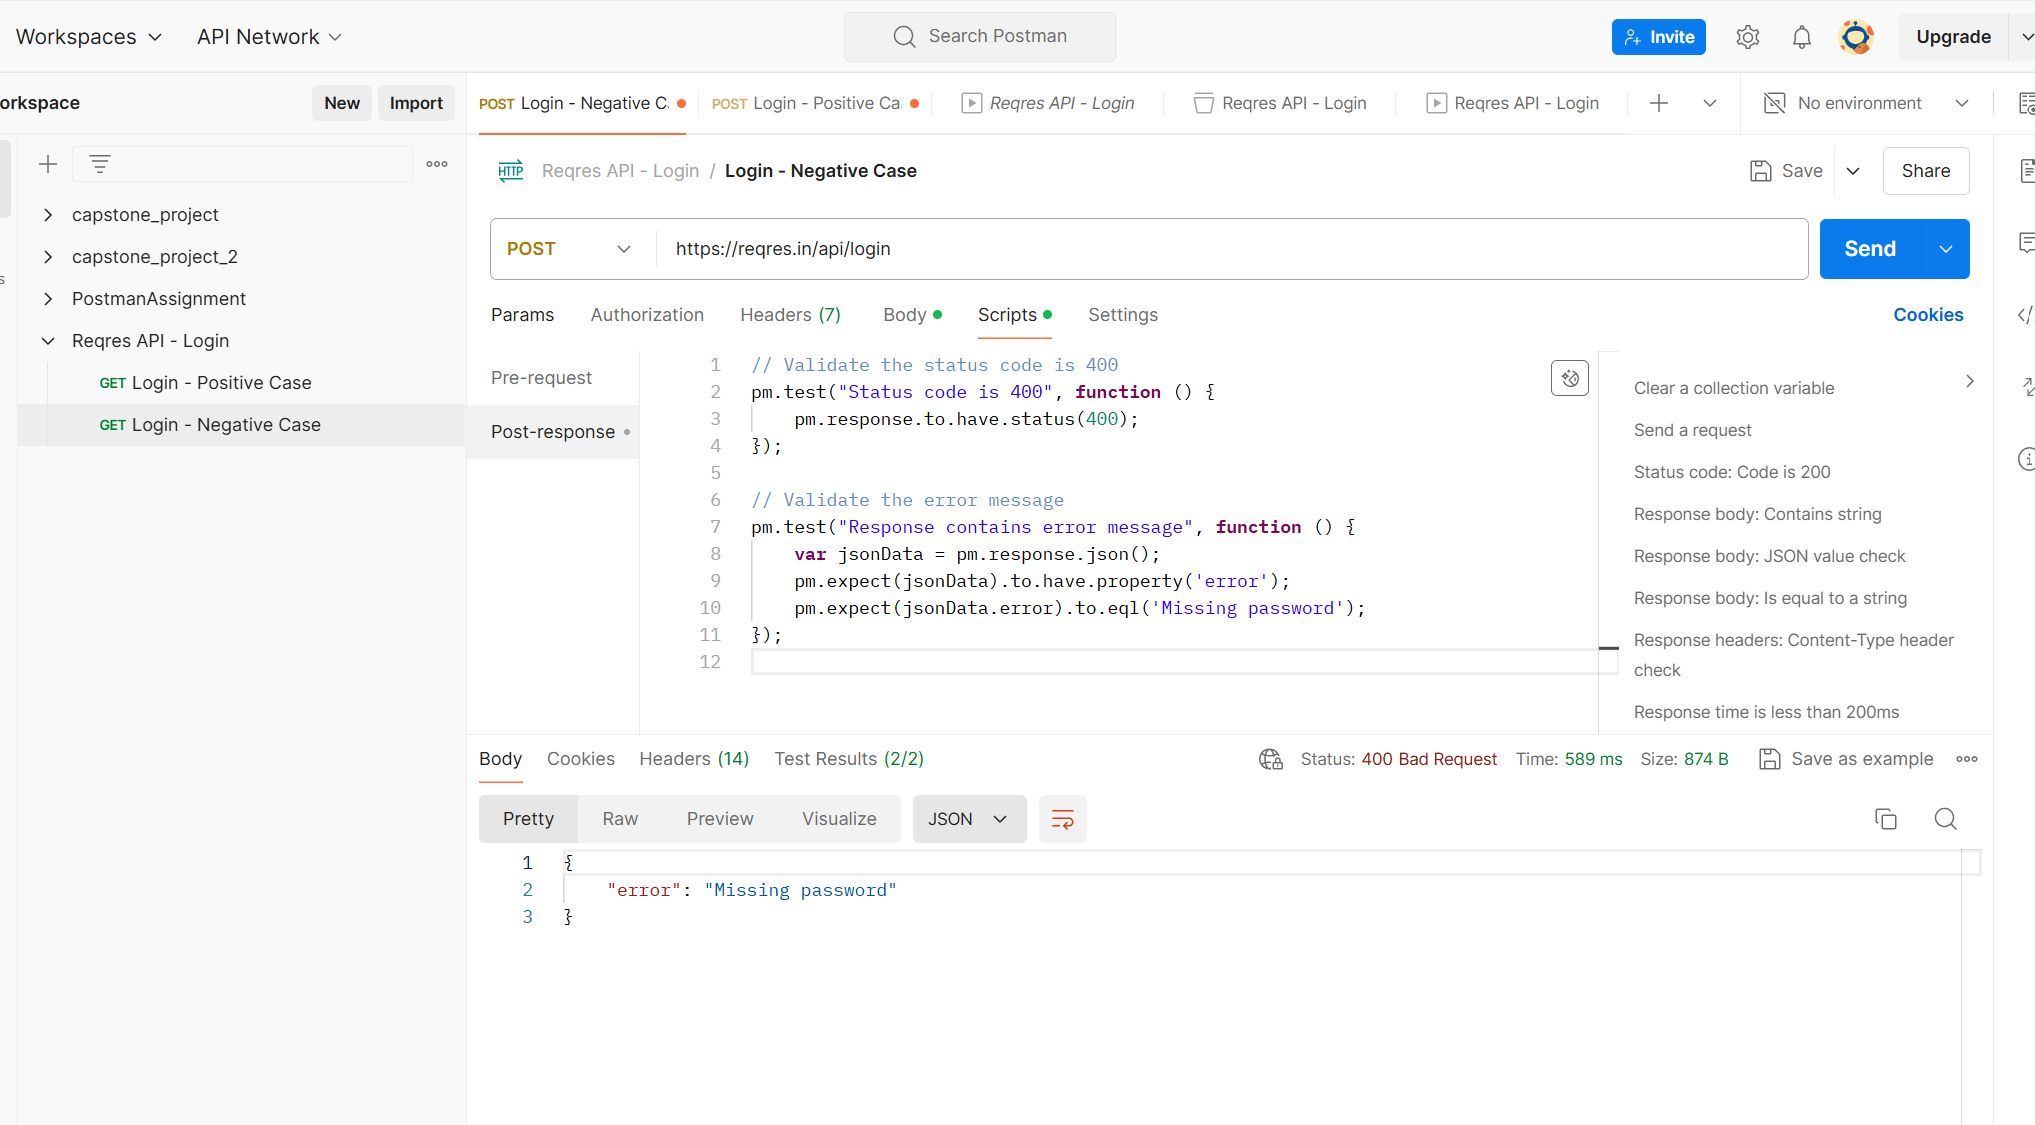 Workspaces
API Network
Search Postman
Invite
Upgrade
orkspace
New
Import
POST Login - Negative C
POST Login - Positive Ca
Reqres API - Login
Reqres API - Login
Reqres API - Login
No environment
s
capstone_project
capstone_project_2
PostmanAssignment
Reqres API - Login
GET Login - Positive Case
GET Login - Negative Case
HTTP Reqres API - Login / Login - Negative Case
Save
Share
POST
https://reqres.in/api/login
Send
Params
Authorization
Headers (7)
Body
Scripts
Settings
Cookies
Pre-request
Post-response
1 // Validate the status code is 400
2 pm.test("Status code is 400", function () {
3 pm.response.to.have.status(400);
4 });
5
6 // Validate the error message
7 pm.test("Response contains error message", function () {
8 var jsonData = pm.response.json();
9 pm.expect(jsonData).to.have.property('error');
10 pm.expect(jsonData.error).to.eql('Missing password');
11 });
12
Clear a collection variable
Send a request
Status code: Code is 200
Response body: Contains string
Response body: JSON value check
Response body: Is equal to a string
Response headers: Content-Type header
check
Response time is less than 200ms
Body
Cookies
Headers (14)
Test Results (2/2)
Status: 400 Bad Request
Time: 589 ms
Size: 874 B
Save as example
Pretty
Raw
Preview
Visualize
JSON
1 {
2 "error": "Missing password"
3 }